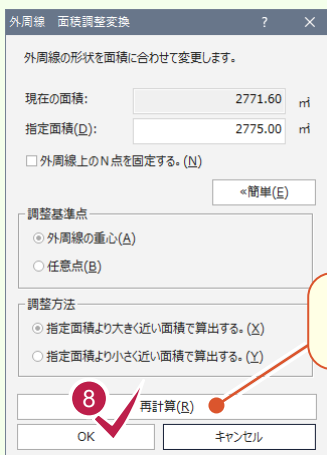 外周線　面積調整変換 ? ×
外周線の形状を面積に合わせて変更します。
現在の面積: 2771.60 ㎡
指定面積(D): 2775.00 ㎡
外周線上のN点を固定する。(N)
«簡単(E)
調整基準点
外周線の重心(A)
任意点(B)
調整方法
指定面積より大きく近い面積で算出する。(X)
指定面積より小さく近い面積で算出する。(Y)
8 再計算(R)
OK キャンセル